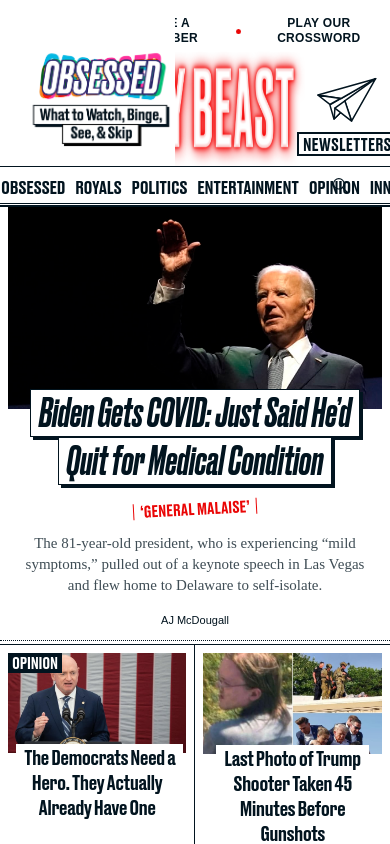 E A
BER
PLAY OUR
CROSSWORD
OBSESSED
What to Watch, Binge,
See, & Skip
Y BEAST
NEWSLETTERS
OBSESSED ROYALS POLITICS ENTERTAINMENT OPINION INN
Biden Gets COVID: Just Said He’d
Quit for Medical Condition
‘GENERAL MALAISE’
The 81-year-old president, who is experiencing “mild
symptoms,” pulled out of a keynote speech in Las Vegas
and flew home to Delaware to self-isolate.
AJ McDougall
OPINION
The Democrats Need a
Hero. They Actually
Already Have One
Last Photo of Trump
Shooter Taken 45
Minutes Before
Gunshots